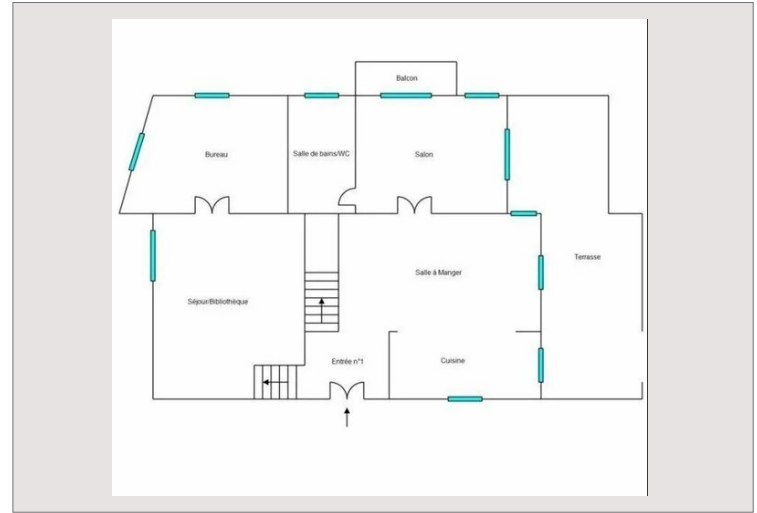 Balcon
Bureau
Salle de bains/WC
Salon
Terrasse
Salle à Manger
Séjour/Bibliothèque
Entrée n°1
Cuisine